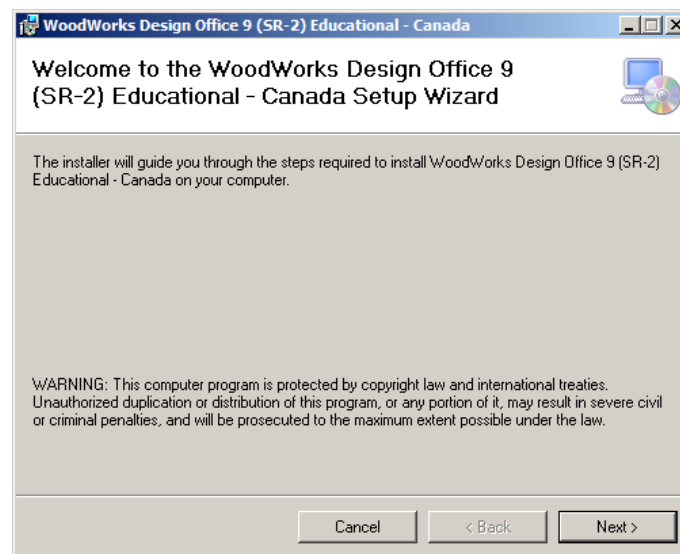 WoodWorks Design Office 9 (SR-2) Educational - Canada
Welcome to the WoodWorks Design Office 9
(SR-2) Educational - Canada Setup Wizard
The installer will guide you through the steps required to install WoodWorks Design Office 9 (SR-2)
Educational - Canada on your computer.
WARNING: This computer program is protected by copyright law and international treaties.
Unauthorized duplication or distribution of this program, or any portion of it, may result in severe civil
or criminal penalties, and will be prosecuted to the maximum extent possible under the law.
Cancel
< Back
Next >